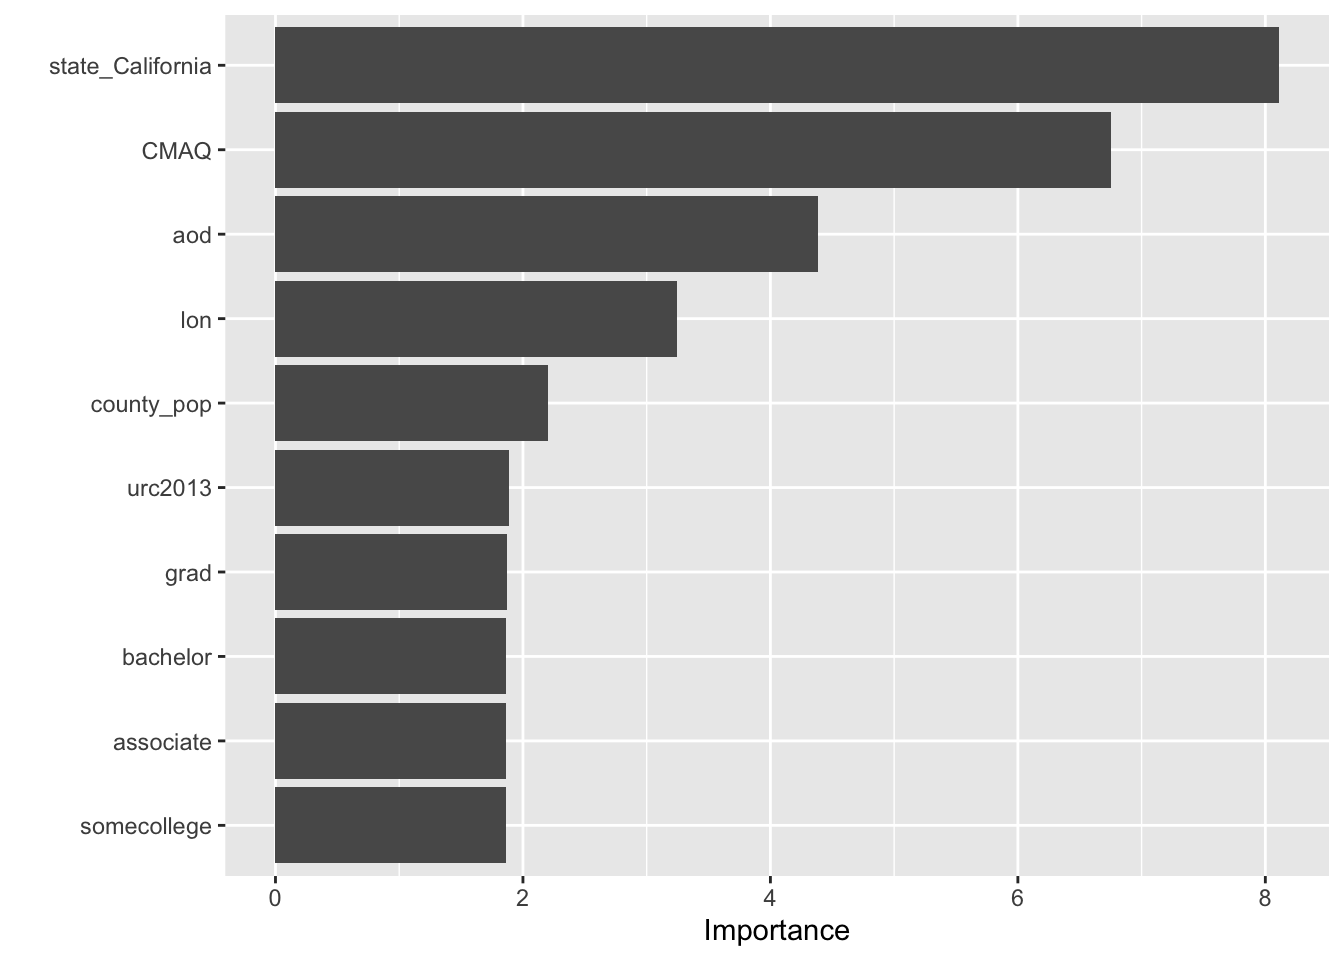 state_California
CMAQ
aod
lon
county_pop
urc2013
grad
bachelor
associate
somecollege
0 2 4 6 8
Importance